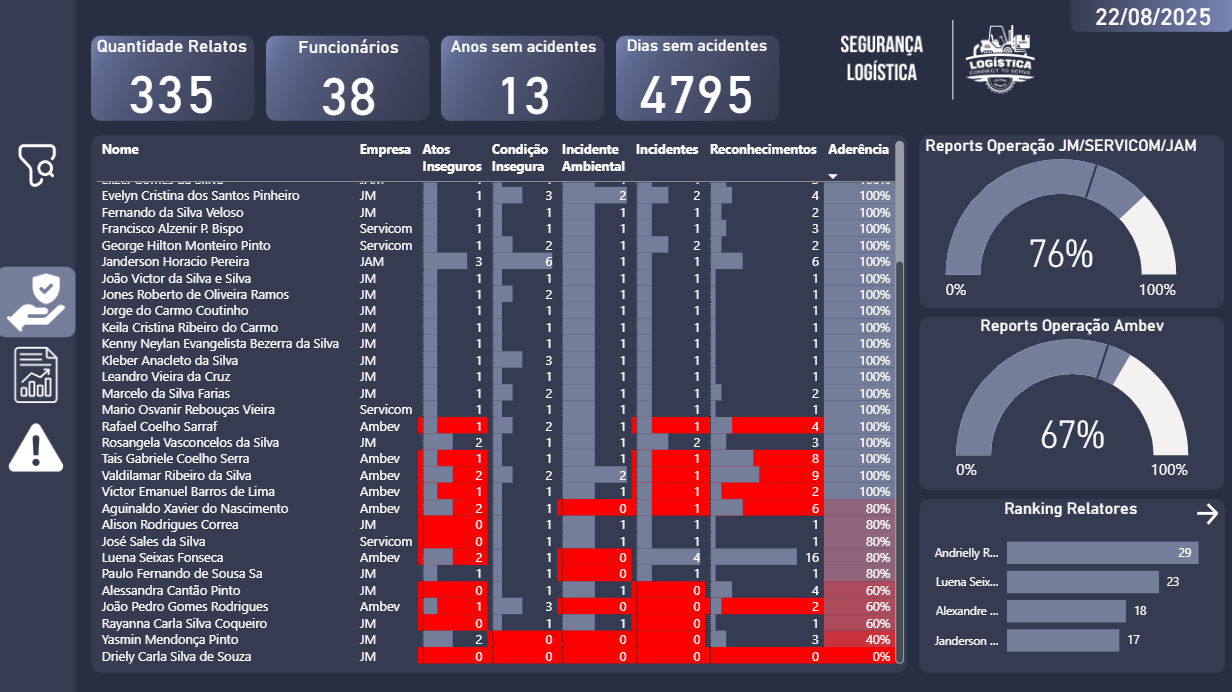 22/08/2025
Quantidade Relatos
335
Funcionários
38
Anos sem acidentes
13
Dias sem acidentes
4795
SEGURANÇA
LOGÍSTICA
LOGÍSTICA
CONNECT TO SERVE
Nome Empresa Atos Inseguros Condição Insegura Incidente Ambiental Incidentes Reconhecimentos Aderência
Evelyn Cristina dos Santos Pinheiro JM 1 3 2 2 4 100%
Fernando da Silva Veloso JM 1 1 1 1 2 100%
Francisco Alzenir P. Bispo Servicom 1 1 1 1 3 100%
George Hilton Monteiro Pinto Servicom 1 2 1 2 2 100%
Janderson Horacio Pereira JAM 3 6 1 1 6 100%
João Victor da Silva e Silva JM 1 1 1 1 1 100%
Jones Roberto de Oliveira Ramos JM 1 2 1 1 1 100%
Jorge do Carmo Coutinho JM 1 1 1 1 1 100%
Keila Cristina Ribeiro do Carmo JM 1 1 1 1 1 100%
Kenny Neylan Evangelista Bezerra da Silva JM 1 1 1 1 1 100%
Kleber Anacleto da Silva JM 1 3 1 1 1 100%
Leandro Vieira da Cruz JM 1 1 1 1 1 100%
Marcelo da Silva Farias JM 1 2 1 1 2 100%
Mario Osvanir Rebouças Vieira Servicom 1 1 1 1 1 100%
Rafael Coelho Sarraf Ambev 1 2 1 1 4 100%
Rosangela Vasconcelos da Silva JM 2 1 1 2 3 100%
Tais Gabriele Coelho Serra Ambev 1 1 1 1 8 100%
Valdilamar Ribeiro da Silva Ambev 2 2 2 1 9 100%
Victor Emanuel Barros de Lima Ambev 1 1 1 1 2 100%
Aguinaldo Xavier do Nascimento Ambev 2 1 0 1 6 80%
Alison Rodrigues Correa JM 0 1 1 1 1 80%
José Sales da Silva Servicom 0 1 1 1 1 80%
Luena Seixas Fonseca Ambev 2 1 0 4 16 80%
Paulo Fernando de Sousa Sa JM 1 1 0 1 1 80%
Alessandra Cantão Pinto JM 0 1 1 0 4 60%
João Pedro Gomes Rodrigues Ambev 1 3 0 0 2 60%
Rayanna Carla Silva Coqueiro JM 0 1 1 0 1 60%
Yasmin Mendonça Pinto JM 2 0 0 0 3 40%
Driely Carla Silva de Souza JM 0 0 0 0 0 0%
Reports Operação JM/SERVICOM/JAM
76%
0% 100%
Reports Operação Ambev
67%
0% 100%
Ranking Relatores
Andrielly R... 29
Luena Seix... 23
Alexandre ... 18
Janderson ... 17